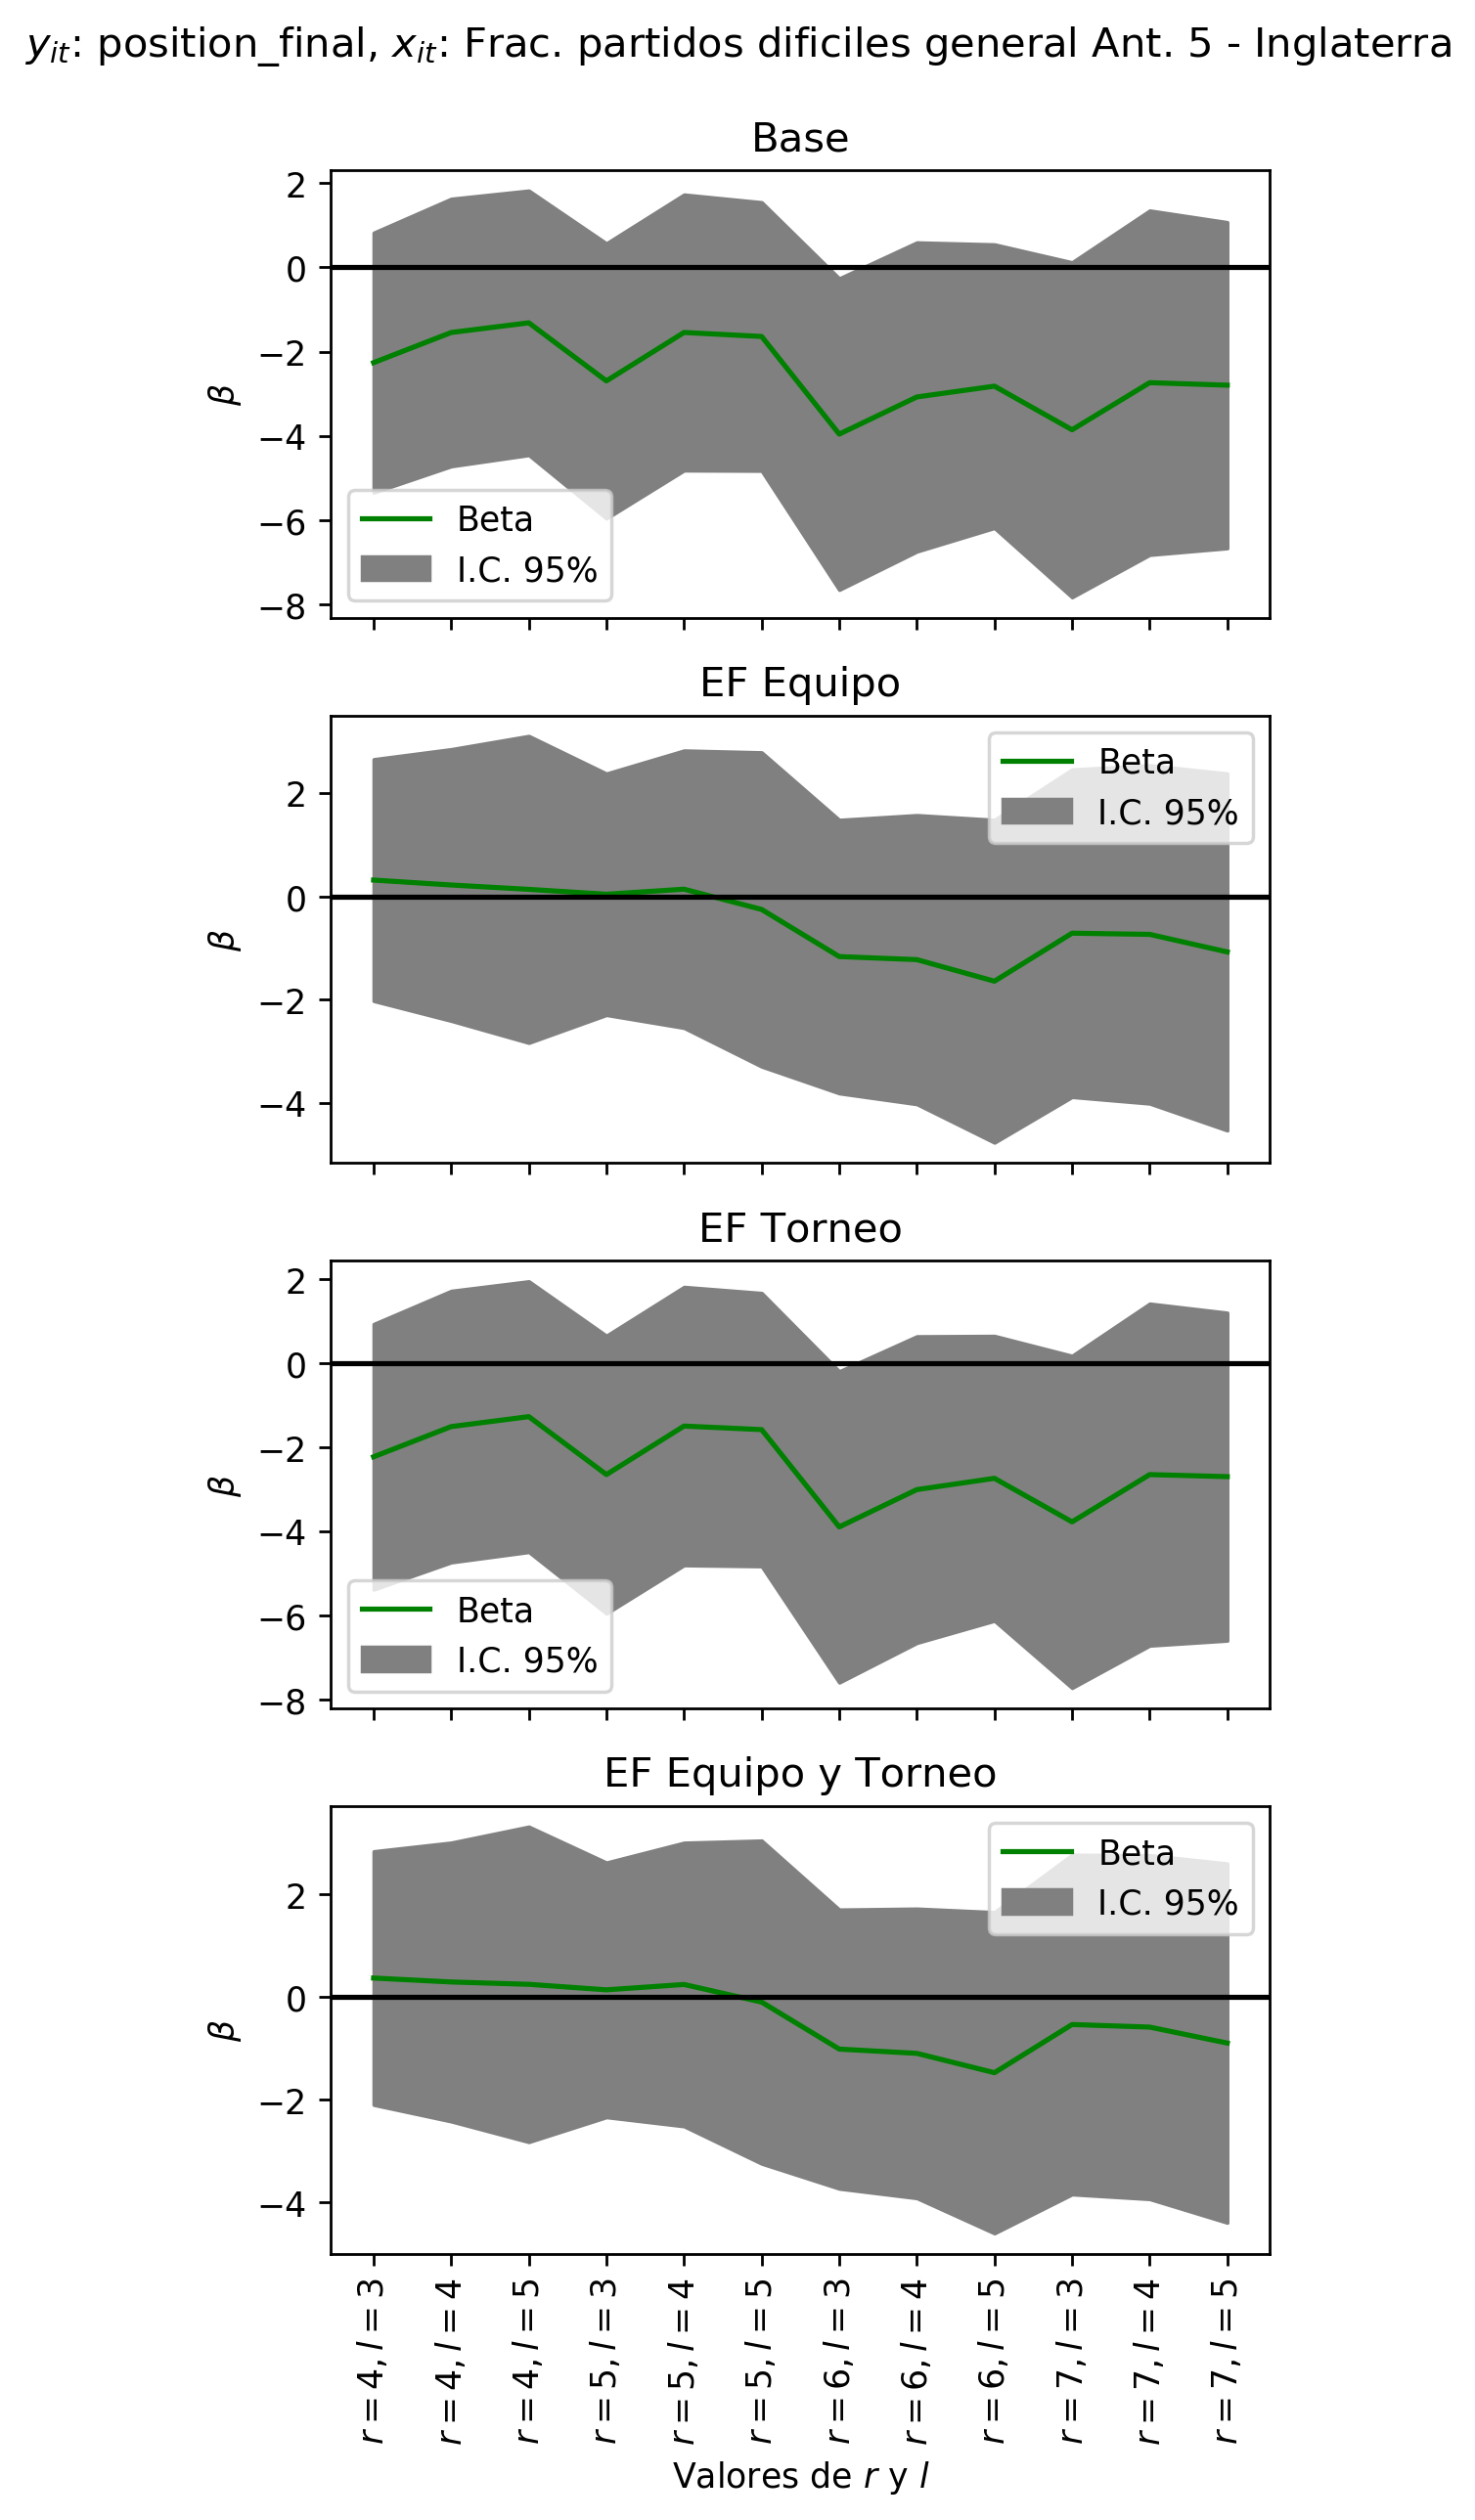 y_it: position_final, x_it: Frac. partidos dificiles general Ant. 5 - Inglaterra
Base
2
0
−2
−4
−6
−8
β
Beta
I.C. 95%
EF Equipo
2
0
−2
−4
β
Beta
I.C. 95%
EF Torneo
2
0
−2
−4
−6
−8
β
Beta
I.C. 95%
EF Equipo y Torneo
2
0
−2
−4
β
Beta
I.C. 95%
r = 4, l = 3
r = 4, l = 4
r = 4, l = 5
r = 5, l = 3
r = 5, l = 4
r = 5, l = 5
r = 6, l = 3
r = 6, l = 4
r = 6, l = 5
r = 7, l = 3
r = 7, l = 4
r = 7, l = 5
Valores de r y l